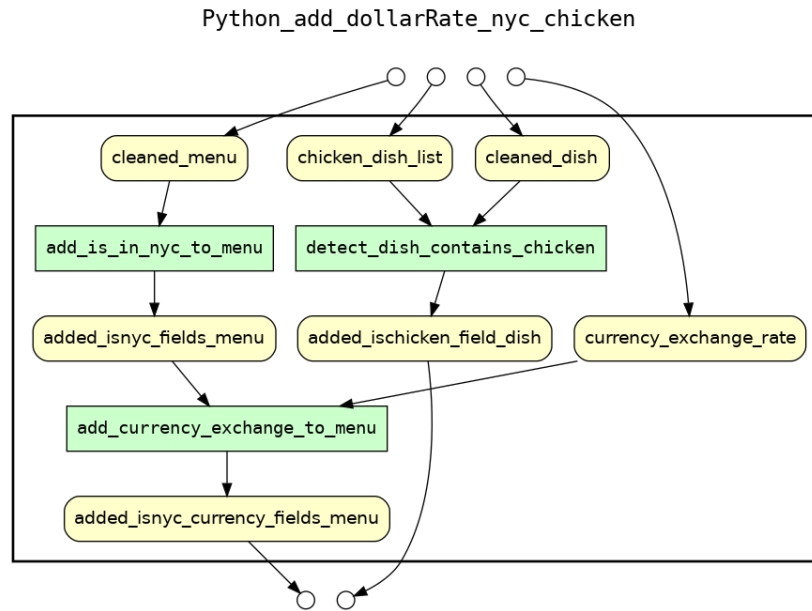 Python_add_dollarRate_nyc_chicken
cleaned_menu
chicken_dish_list
cleaned_dish
add_is_in_nyc_to_menu
detect_dish_contains_chicken
added_isnyc_fields_menu
added_ischicken_field_dish
currency_exchange_rate
add_currency_exchange_to_menu
added_isnyc_currency_fields_menu